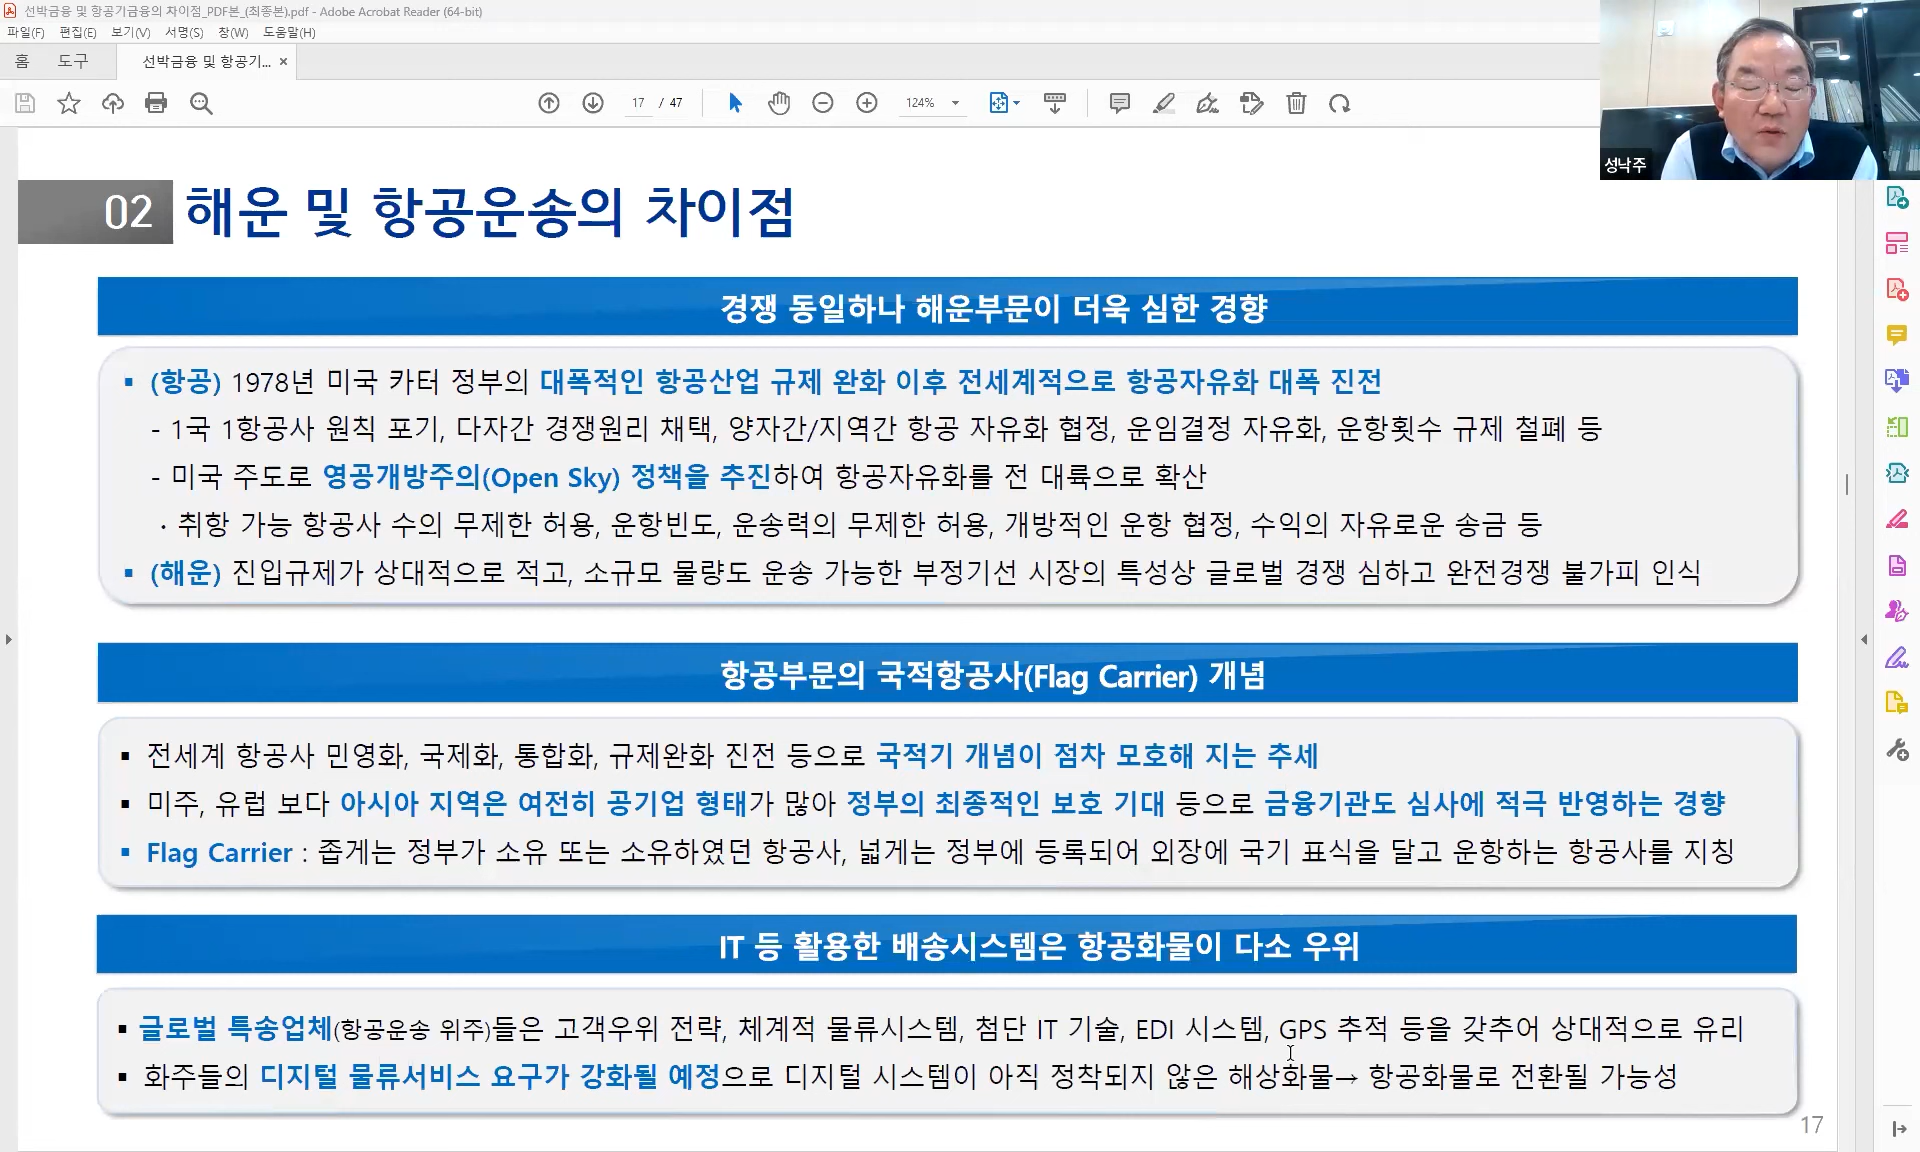 선박금융 및 항공기금융의 차이점_PDF본_(최종본).pdf - Adobe Acrobat Reader (64-bit)
파일(F) 편집(E) 보기(V) 서명(S) 창(W) 도움말(H)
홈 도구 선박금융 및 항공기... ×
17 / 47 124%
성낙주
02 해운 및 항공운송의 차이점
경쟁 동일하나 해운부문이 더욱 심한 경향
▪ (항공) 1978년 미국 카터 정부의 대폭적인 항공산업 규제 완화 이후 전세계적으로 항공자유화 대폭 진전
- 1국 1항공사 원칙 포기, 다자간 경쟁원리 채택, 양자간/지역간 항공 자유화 협정, 운임결정 자유화, 운항횟수 규제 철폐 등
- 미국 주도로 영공개방주의(Open Sky) 정책을 추진하여 항공자유화를 전 대륙으로 확산
· 취항 가능 항공사 수의 무제한 허용, 운항빈도, 운송력의 무제한 허용, 개방적인 운항 협정, 수익의 자유로운 송금 등
▪ (해운) 진입규제가 상대적으로 적고, 소규모 물량도 운송 가능한 부정기선 시장의 특성상 글로벌 경쟁 심하고 완전경쟁 불가피 인식
항공부문의 국적항공사(Flag Carrier) 개념
▪ 전세계 항공사 민영화, 국제화, 통합화, 규제완화 진전 등으로 국적기 개념이 점차 모호해 지는 추세
▪ 미주, 유럽 보다 아시아 지역은 여전히 공기업 형태가 많아 정부의 최종적인 보호 기대 등으로 금융기관도 심사에 적극 반영하는 경향
▪ Flag Carrier : 좁게는 정부가 소유 또는 소유하였던 항공사, 넓게는 정부에 등록되어 외장에 국기 표식을 달고 운항하는 항공사를 지칭
IT 등 활용한 배송시스템은 항공화물이 다소 우위
▪ 글로벌 특송업체(항공운송 위주)들은 고객우위 전략, 체계적 물류시스템, 첨단 IT 기술, EDI 시스템, GPS 추적 등을 갖추어 상대적으로 유리
▪ 화주들의 디지털 물류서비스 요구가 강화될 예정으로 디지털 시스템이 아직 정착되지 않은 해상화물→ 항공화물로 전환될 가능성
17